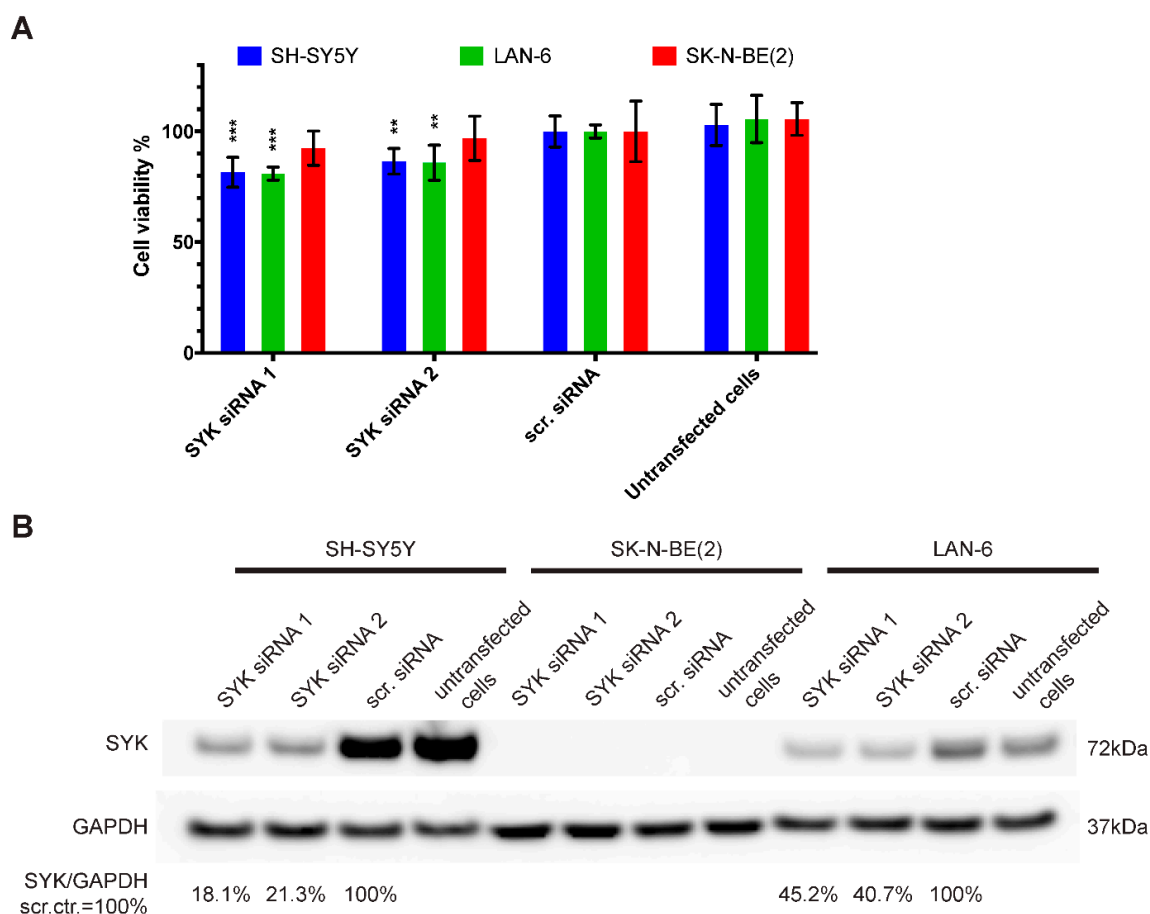 A
SH-SY5Y LAN-6 SK-N-BE(2)
Cell viability %
100
50
0
*** *** ** **
SYK siRNA 1 SYK siRNA 2 scr. siRNA Untransfected cells
B
SH-SY5Y SK-N-BE(2) LAN-6
SYK siRNA 1 SYK siRNA 2 scr. siRNA untransfected cells SYK siRNA 1 SYK siRNA 2 scr. siRNA untransfected cells SYK siRNA 1 SYK siRNA 2 scr. siRNA untransfected cells
SYK 72kDa
GAPDH 37kDa
SYK/GAPDH
scr.ctr.=100% 18.1% 21.3% 100% 45.2% 40.7% 100%